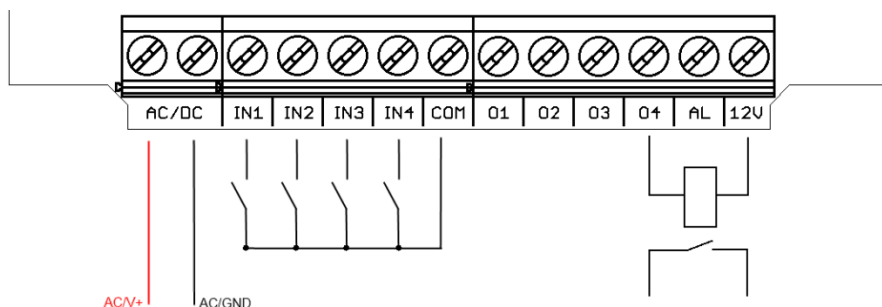 AC/DC IN1 IN2 IN3 IN4 COM O1 O2 O3 O4 AL 12V
AC/V+ AC/GND